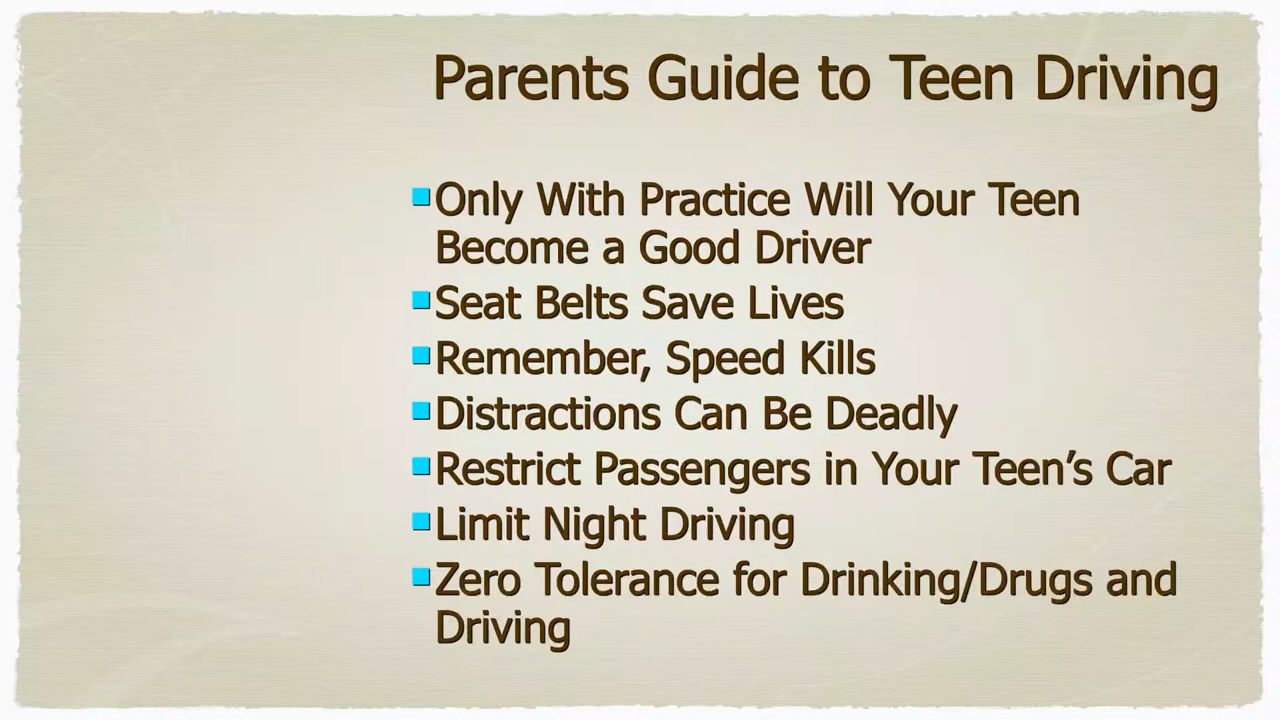 Parents Guide to Teen Driving
Only With Practice Will Your Teen
Become a Good Driver
Seat Belts Save Lives
Remember, Speed Kills
Distractions Can Be Deadly
Restrict Passengers in Your Teen’s Car
Limit Night Driving
Zero Tolerance for Drinking/Drugs and
Driving